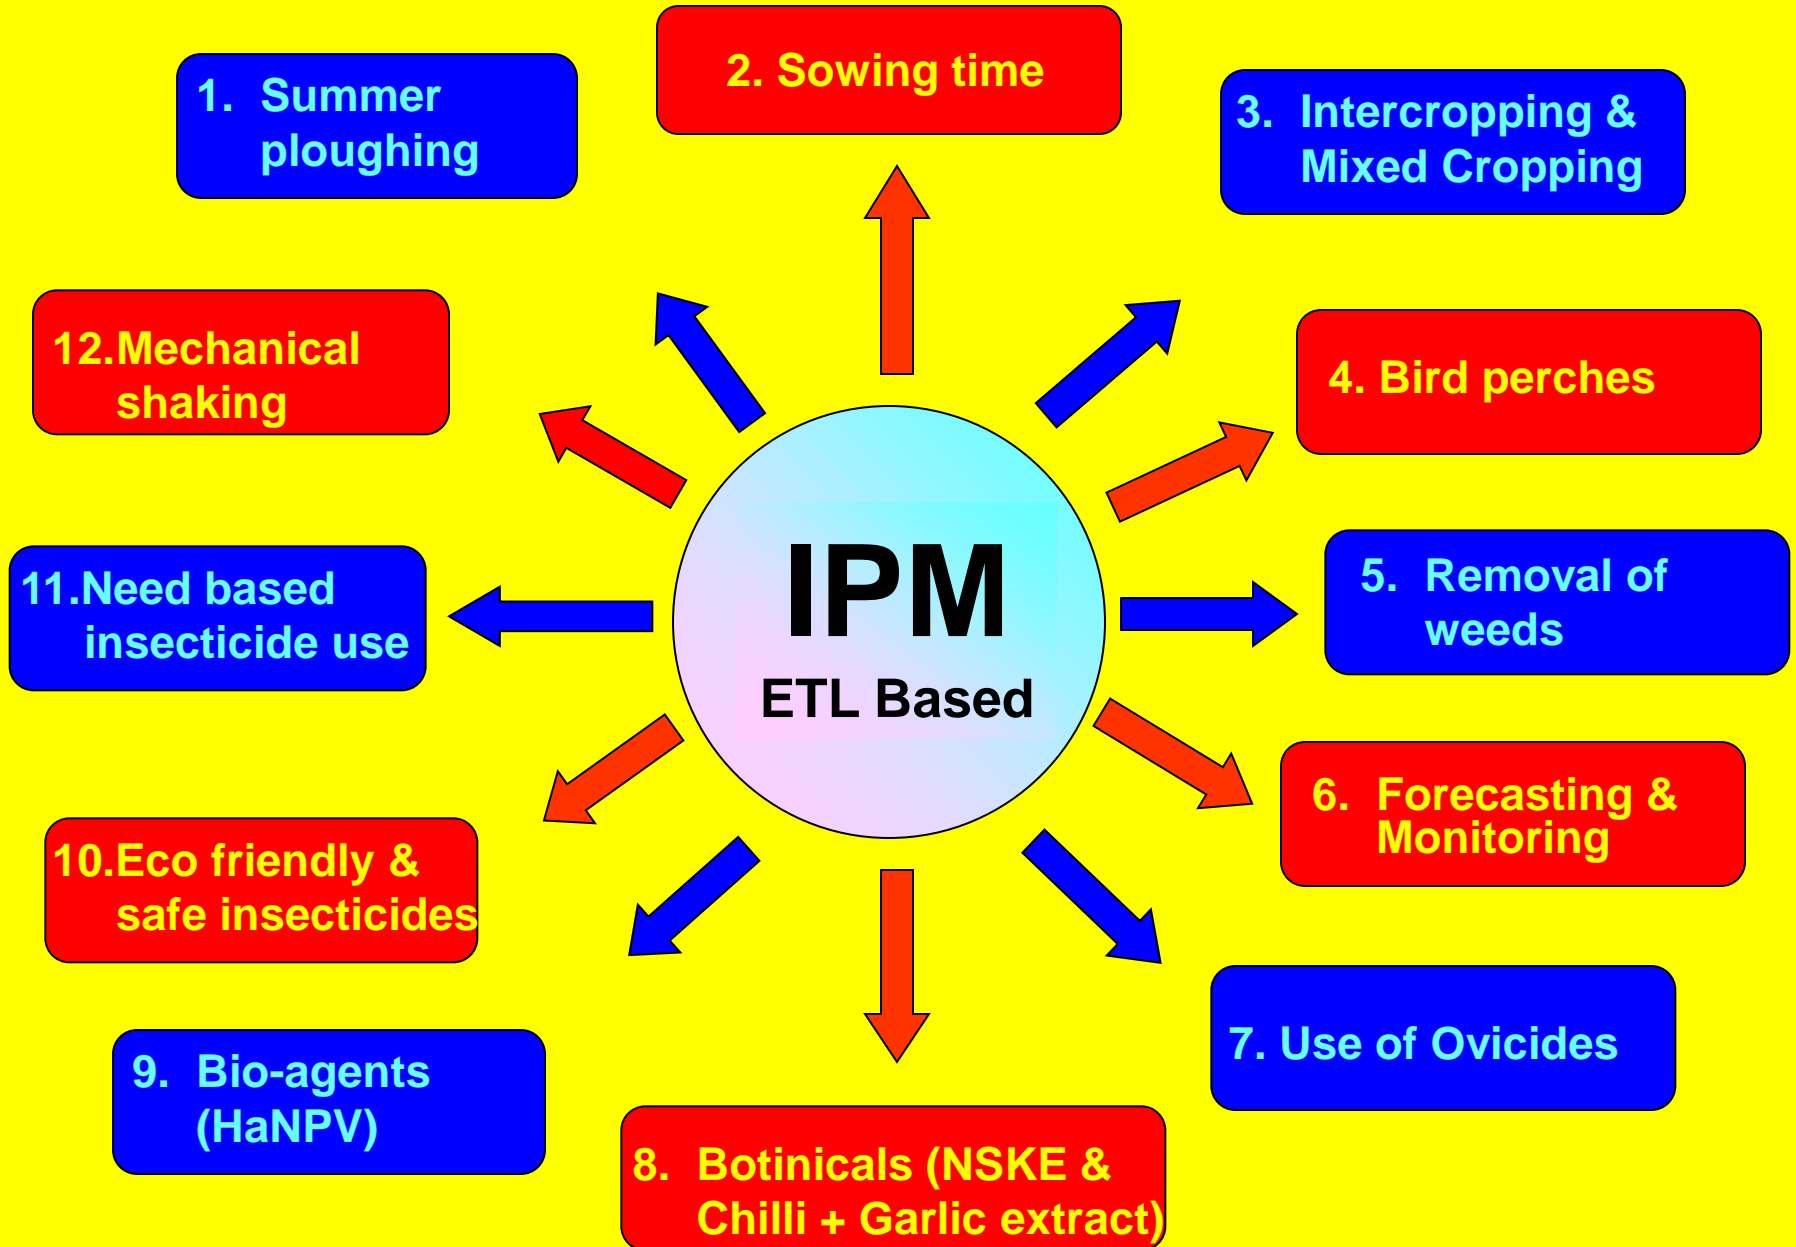 1. Summer
ploughing
2. Sowing time
3. Intercropping &
Mixed Cropping
12.Mechanical
shaking
4. Bird perches
IPM
ETL Based
11.Need based
insecticide use
5. Removal of
weeds
10.Eco friendly &
safe insecticides
6. Forecasting &
Monitoring
9. Bio-agents
(HaNPV)
7. Use of Ovicides
8. Botinicals (NSKE &
Chilli + Garlic extract)